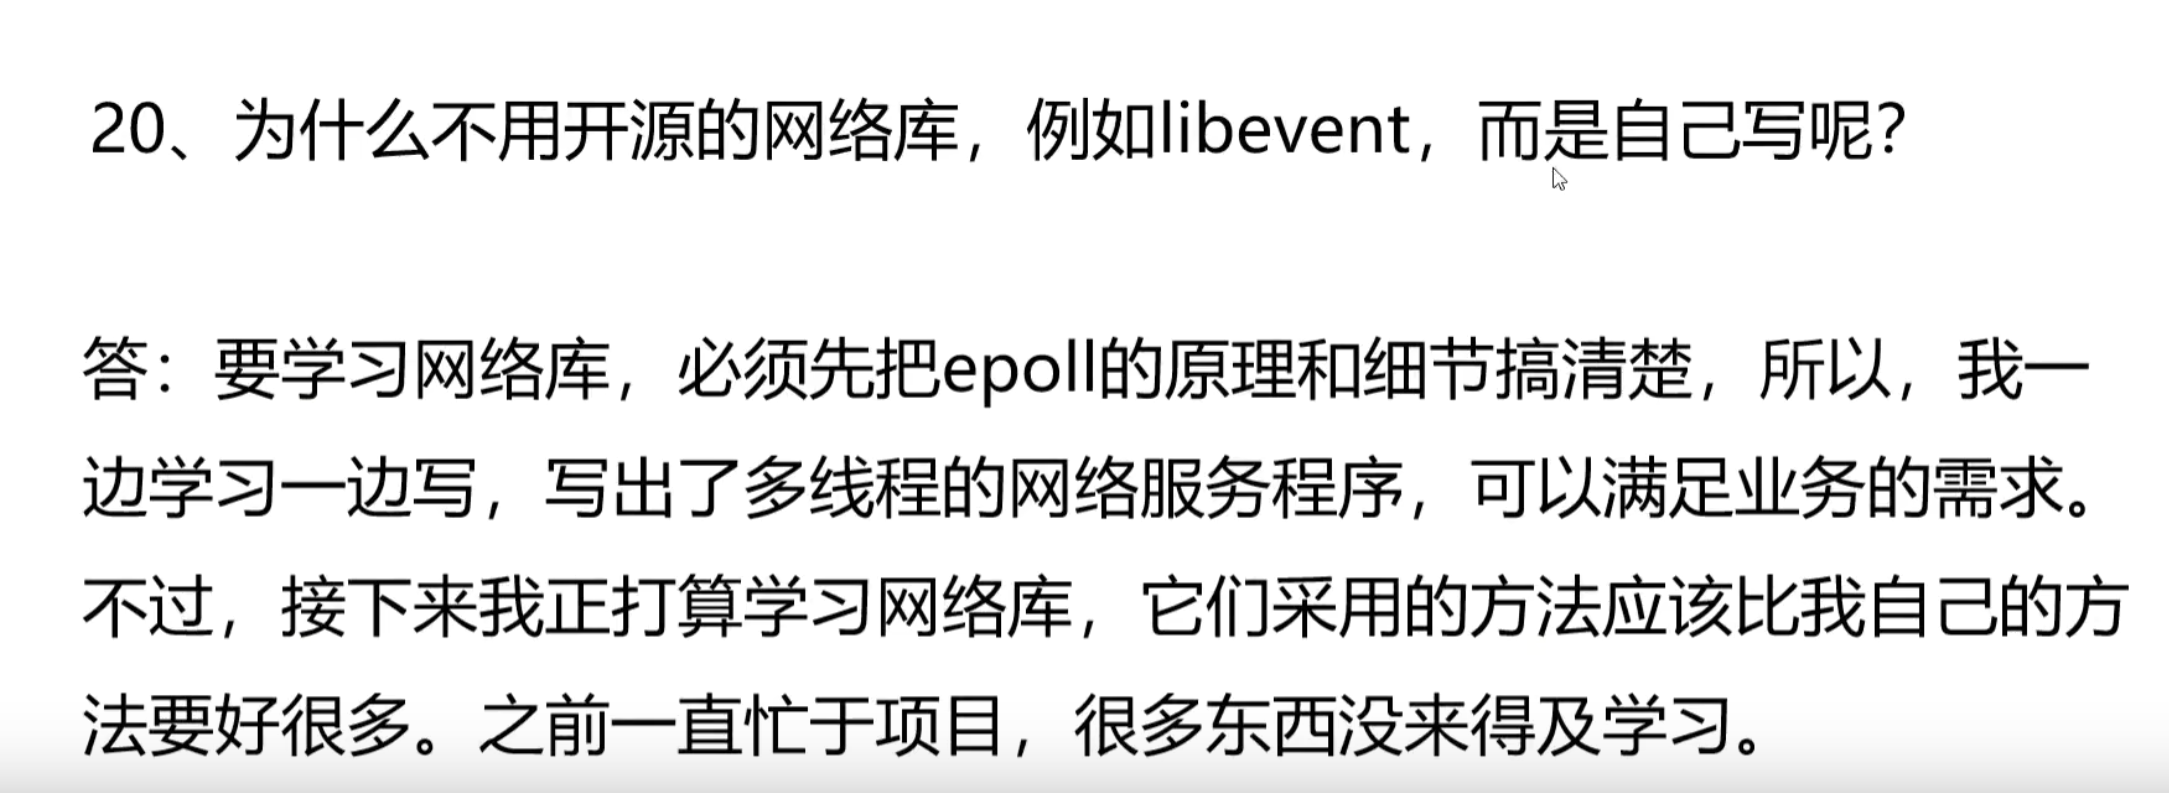 20、为什么不用开源的网络库，例如libevent，而是自己写呢？
答：要学习网络库，必须先把epoll的原理和细节搞清楚，所以，我一
边学习一边写，写出了多线程的网络服务程序，可以满足业务的需求。
不过，接下来我正打算学习网络库，它们采用的方法应该比我自己的方
法要好很多。之前一直忙于项目，很多东西没来得及学习。